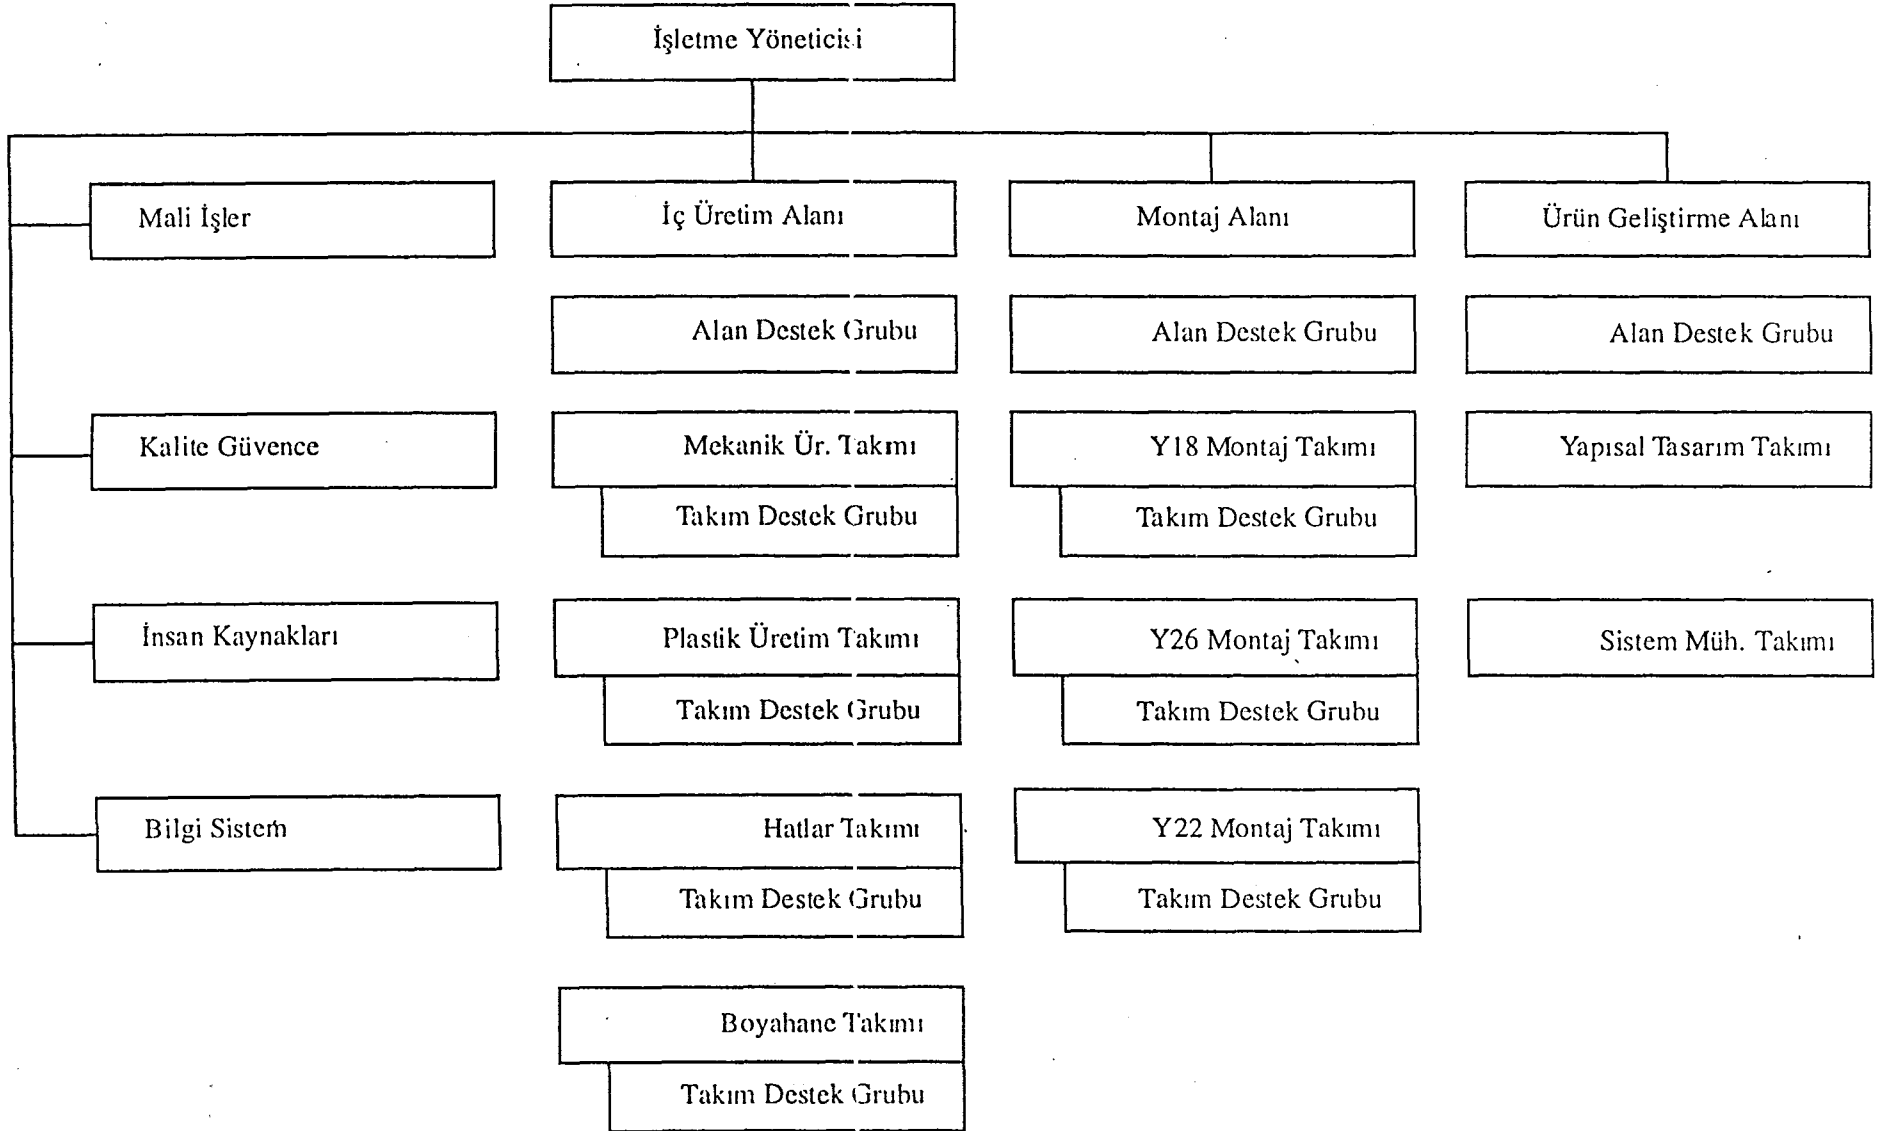 İşletme Yöneticisi
Mali İşler
İç Üretim Alanı
Montaj Alanı
Ürün Geliştirme Alanı
Alan Destek Grubu
Alan Destek Grubu
Alan Destek Grubu
Kalite Güvence
Mekanik Ür. Takımı
Y18 Montaj Takımı
Yapısal Tasarım Takımı
Takım Destek Grubu
Takım Destek Grubu
İnsan Kaynakları
Plastik Üretim Takımı
Y26 Montaj Takımı
Sistem Müh. Takımı
Takım Destek Grubu
Takım Destek Grubu
Bilgi Sistem
Hatlar Takımı
Y22 Montaj Takımı
Takım Destek Grubu
Takım Destek Grubu
Boyahane Takımı
Takım Destek Grubu